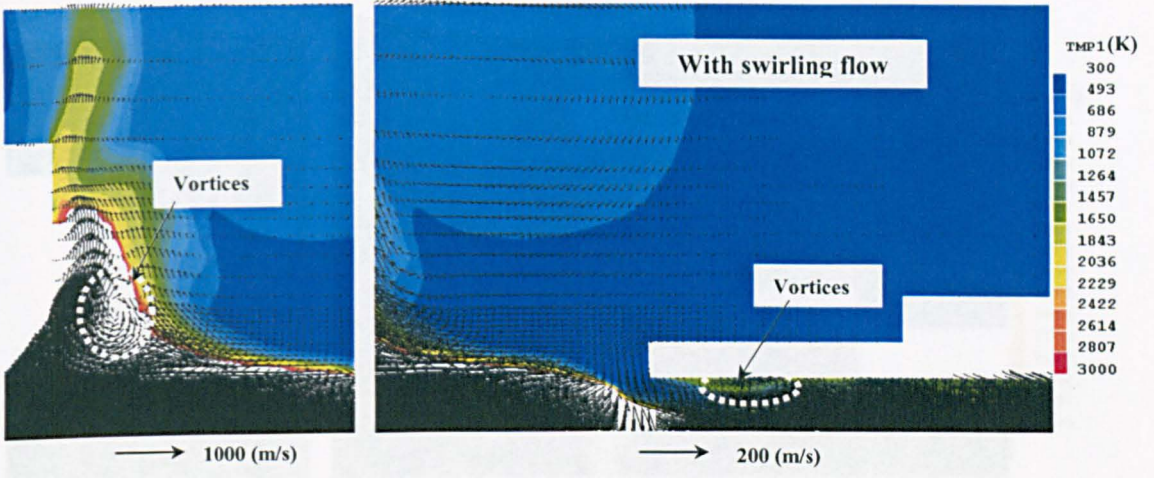 With swirling flow
Vortices
Vortices
1000 (m/s)
200 (m/s)
TMP1(K)
300
493
686
879
1072
1264
1457
1650
1843
2036
2229
2422
2614
2807
3000